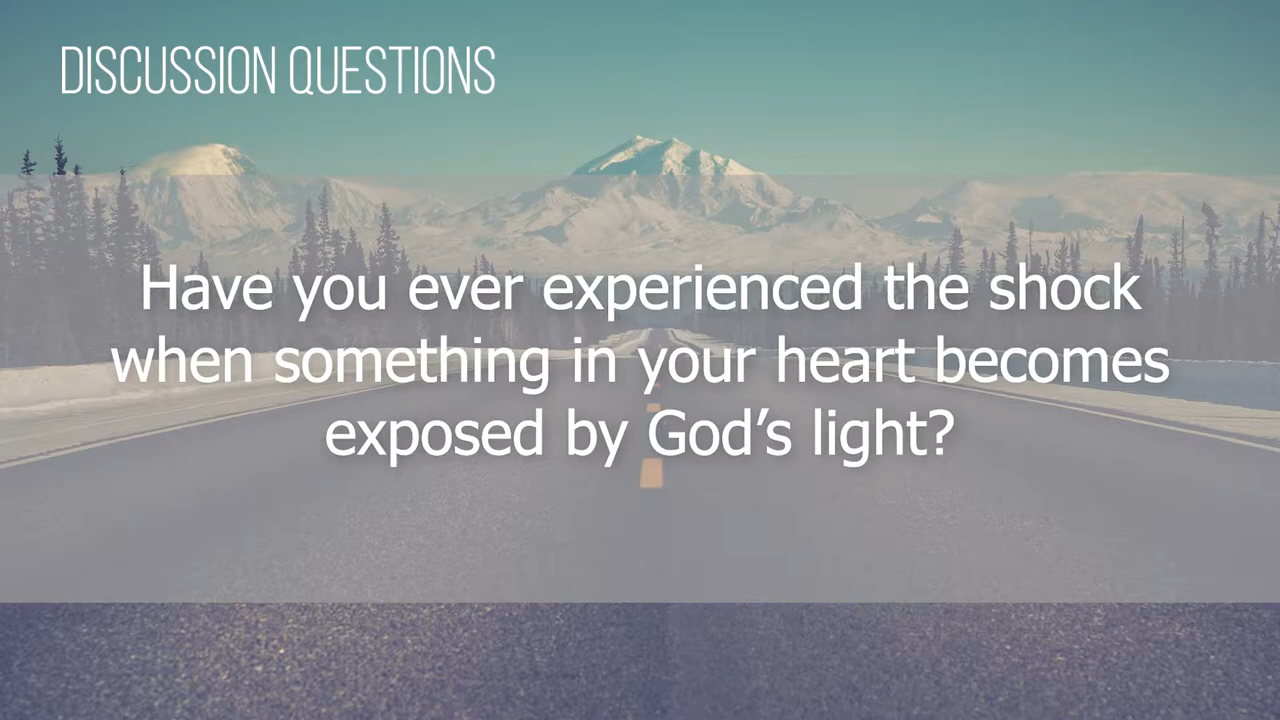 DISCUSSION QUESTIONS
Have you ever experienced the shock
when something in your heart becomes
exposed by God’s light?